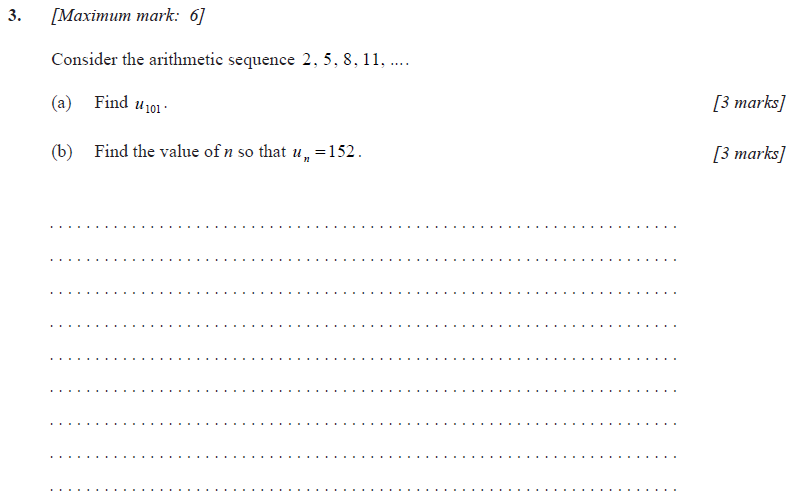 3. [Maximum mark: 6]
Consider the arithmetic sequence 2, 5, 8, 11, ....
(a) Find u₁₀₁. [3 marks]
(b) Find the value of n so that uₙ = 152. [3 marks]